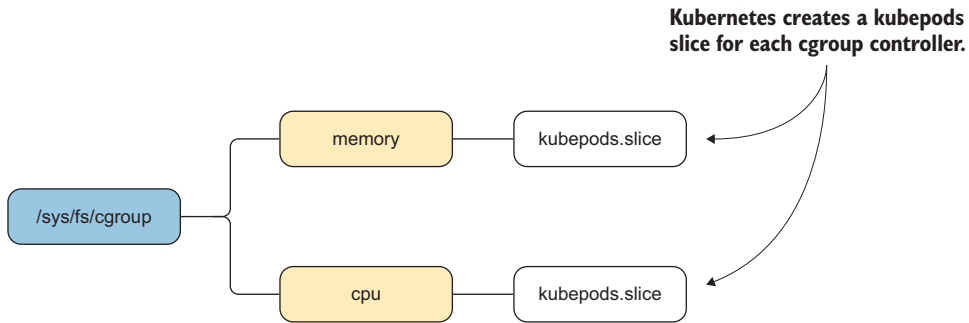 Kubernetes creates a kubepods
slice for each cgroup controller.
memory
kubepods.slice
/sys/fs/cgroup
cpu
kubepods.slice